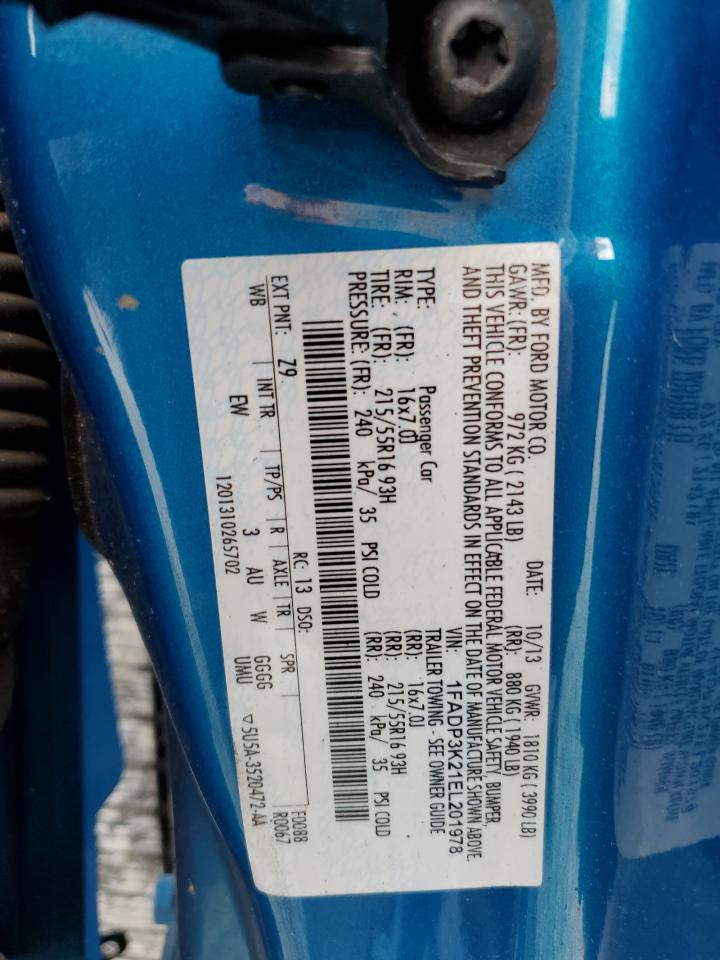 MFD. BY FORD MOTOR CO.
DATE: 10/13 GVWR: 1810 KG ( 3990 LB)
GAWR: (FR): 972 KG ( 2143 LB) (RR): 880 KG ( 1940 LB)
THIS VEHICLE CONFORMS TO ALL APPLICABLE FEDERAL MOTOR VEHICLE SAFETY, BUMPER
AND THEFT PREVENTION STANDARDS IN EFFECT ON THE DATE OF MANUFACTURE SHOWN ABOVE.
VIN: 1FADP3K21EL201978
TYPE: Passenger Car TRAILER TOWING - SEE OWNER GUIDE
RIM: (FR): 16x7.0J (RR): 16x7.0J
TIRE: (FR): 215/55R16 93H (RR): 215/55R16 93H
PRESSURE: (FR): 240 kPa/ 35 PSI COLD (RR): 240 kPa/ 35 PSI COLD
RC: 13 DSO: F0088
EXT PNT: Z9 R0067
WB INT TR TP/PS R AXLE TR SPR
EW 3 AU W GGGG
1201310265702 UMU ▽5U5A-3520472-AA